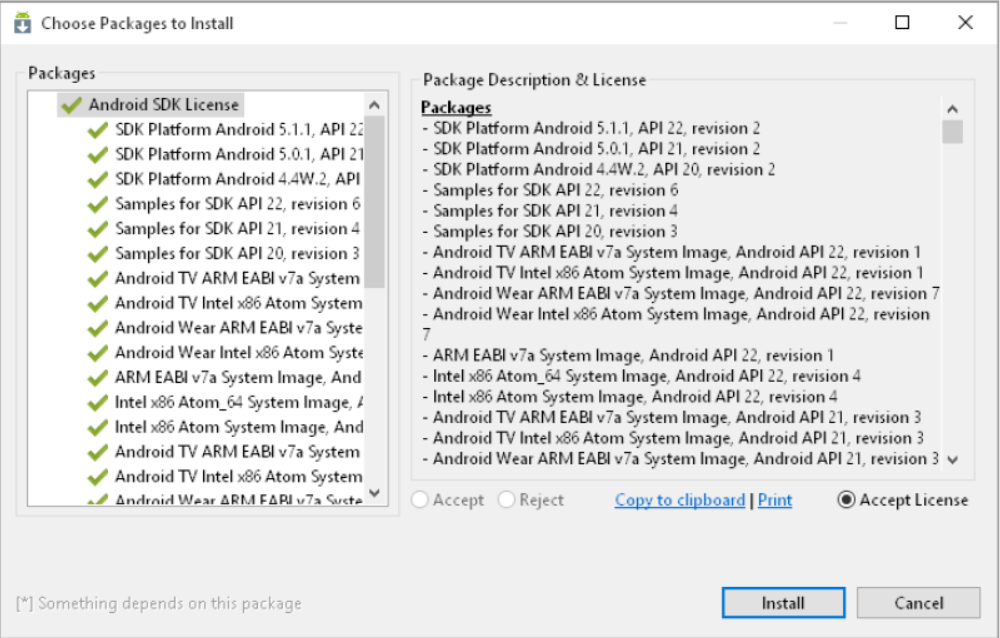 Choose Packages to Install
Packages
Android SDK License
SDK Platform Android 5.1.1, API 22
SDK Platform Android 5.0.1, API 21
SDK Platform Android 4.4W.2, API
Samples for SDK API 22, revision 6
Samples for SDK API 21, revision 4
Samples for SDK API 20, revision 3
Android TV ARM EABI v7a System
Android TV Intel x86 Atom System
Android Wear ARM EABI v7a Syste
Android Wear Intel x86 Atom Syste
ARM EABI v7a System Image, And
Intel x86 Atom_64 System Image, A
Intel x86 Atom System Image, And
Android TV ARM EABI v7a System
Android TV Intel x86 Atom System
Android Wear ARM EABI v7a Syste
Package Description & License
Packages
- SDK Platform Android 5.1.1, API 22, revision 2
- SDK Platform Android 5.0.1, API 21, revision 2
- SDK Platform Android 4.4W.2, API 20, revision 2
- Samples for SDK API 22, revision 6
- Samples for SDK API 21, revision 4
- Samples for SDK API 20, revision 3
- Android TV ARM EABI v7a System Image, Android API 22, revision 1
- Android TV Intel x86 Atom System Image, Android API 22, revision 1
- Android Wear ARM EABI v7a System Image, Android API 22, revision 7
- Android Wear Intel x86 Atom System Image, Android API 22, revision
7
- ARM EABI v7a System Image, Android API 22, revision 1
- Intel x86 Atom_64 System Image, Android API 22, revision 4
- Intel x86 Atom System Image, Android API 22, revision 4
- Android TV ARM EABI v7a System Image, Android API 21, revision 3
- Android TV Intel x86 Atom System Image, Android API 21, revision 3
- Android Wear ARM EABI v7a System Image, Android API 21, revision 3
Accept Reject Copy to clipboard | Print Accept License
[*] Something depends on this package
Install Cancel